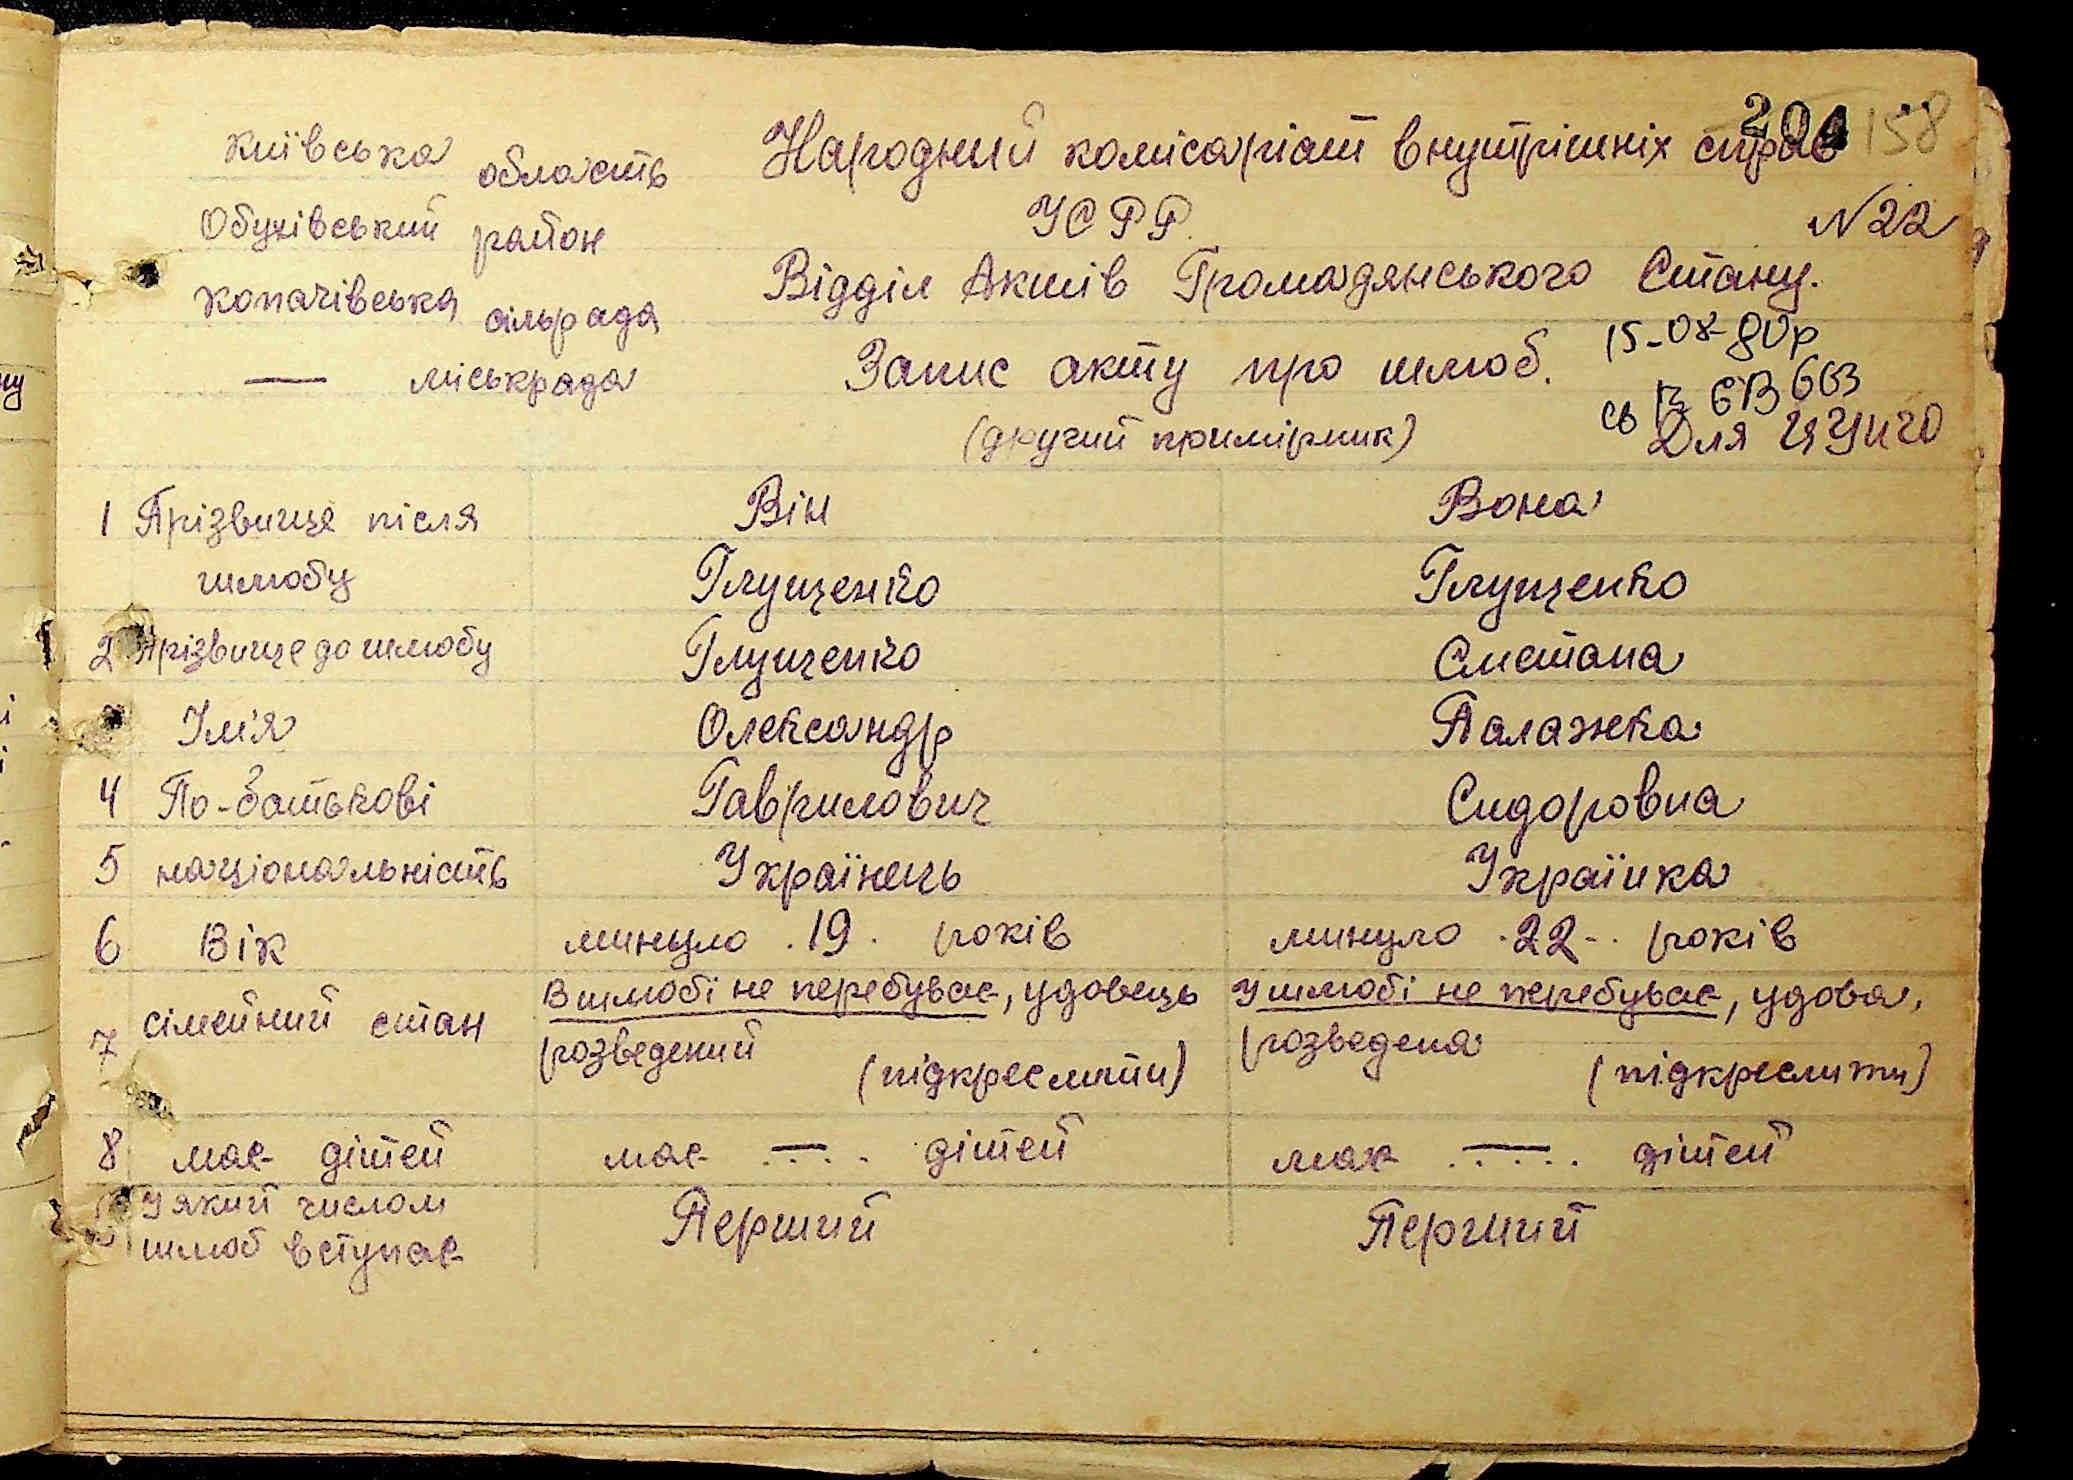 204 158
Київська область
Обухівський район
Копачівська сільрада
— міськрада
Народний комісаріат внутрішніх справ
УСРР
N 22
Відділ Актів Громадянського Стану.
Запис акту про шлюб.
(другий примірник)
15-08-80р
ЄВ 603
Для
Він Вона
1 Прізвище після
шлюбу Глущенко Глущенко
2 Прізвище до шлюбу Глущенко Сметана
Ім'я Олександр Палажка
4 По-батькові Гаврилович Сидоровна
5 національність Українець Українка
6 Вік минуло .19. років минуло .22-. років
7 сімейний стан В шлюбі не перебуває, удовець У шлюбі не перебуває, удова,
розведений розведена
(підкреслити) (підкреслити)
8 має дітей має — дітей має — дітей
У який числом
шлюб вступає Перший Перший